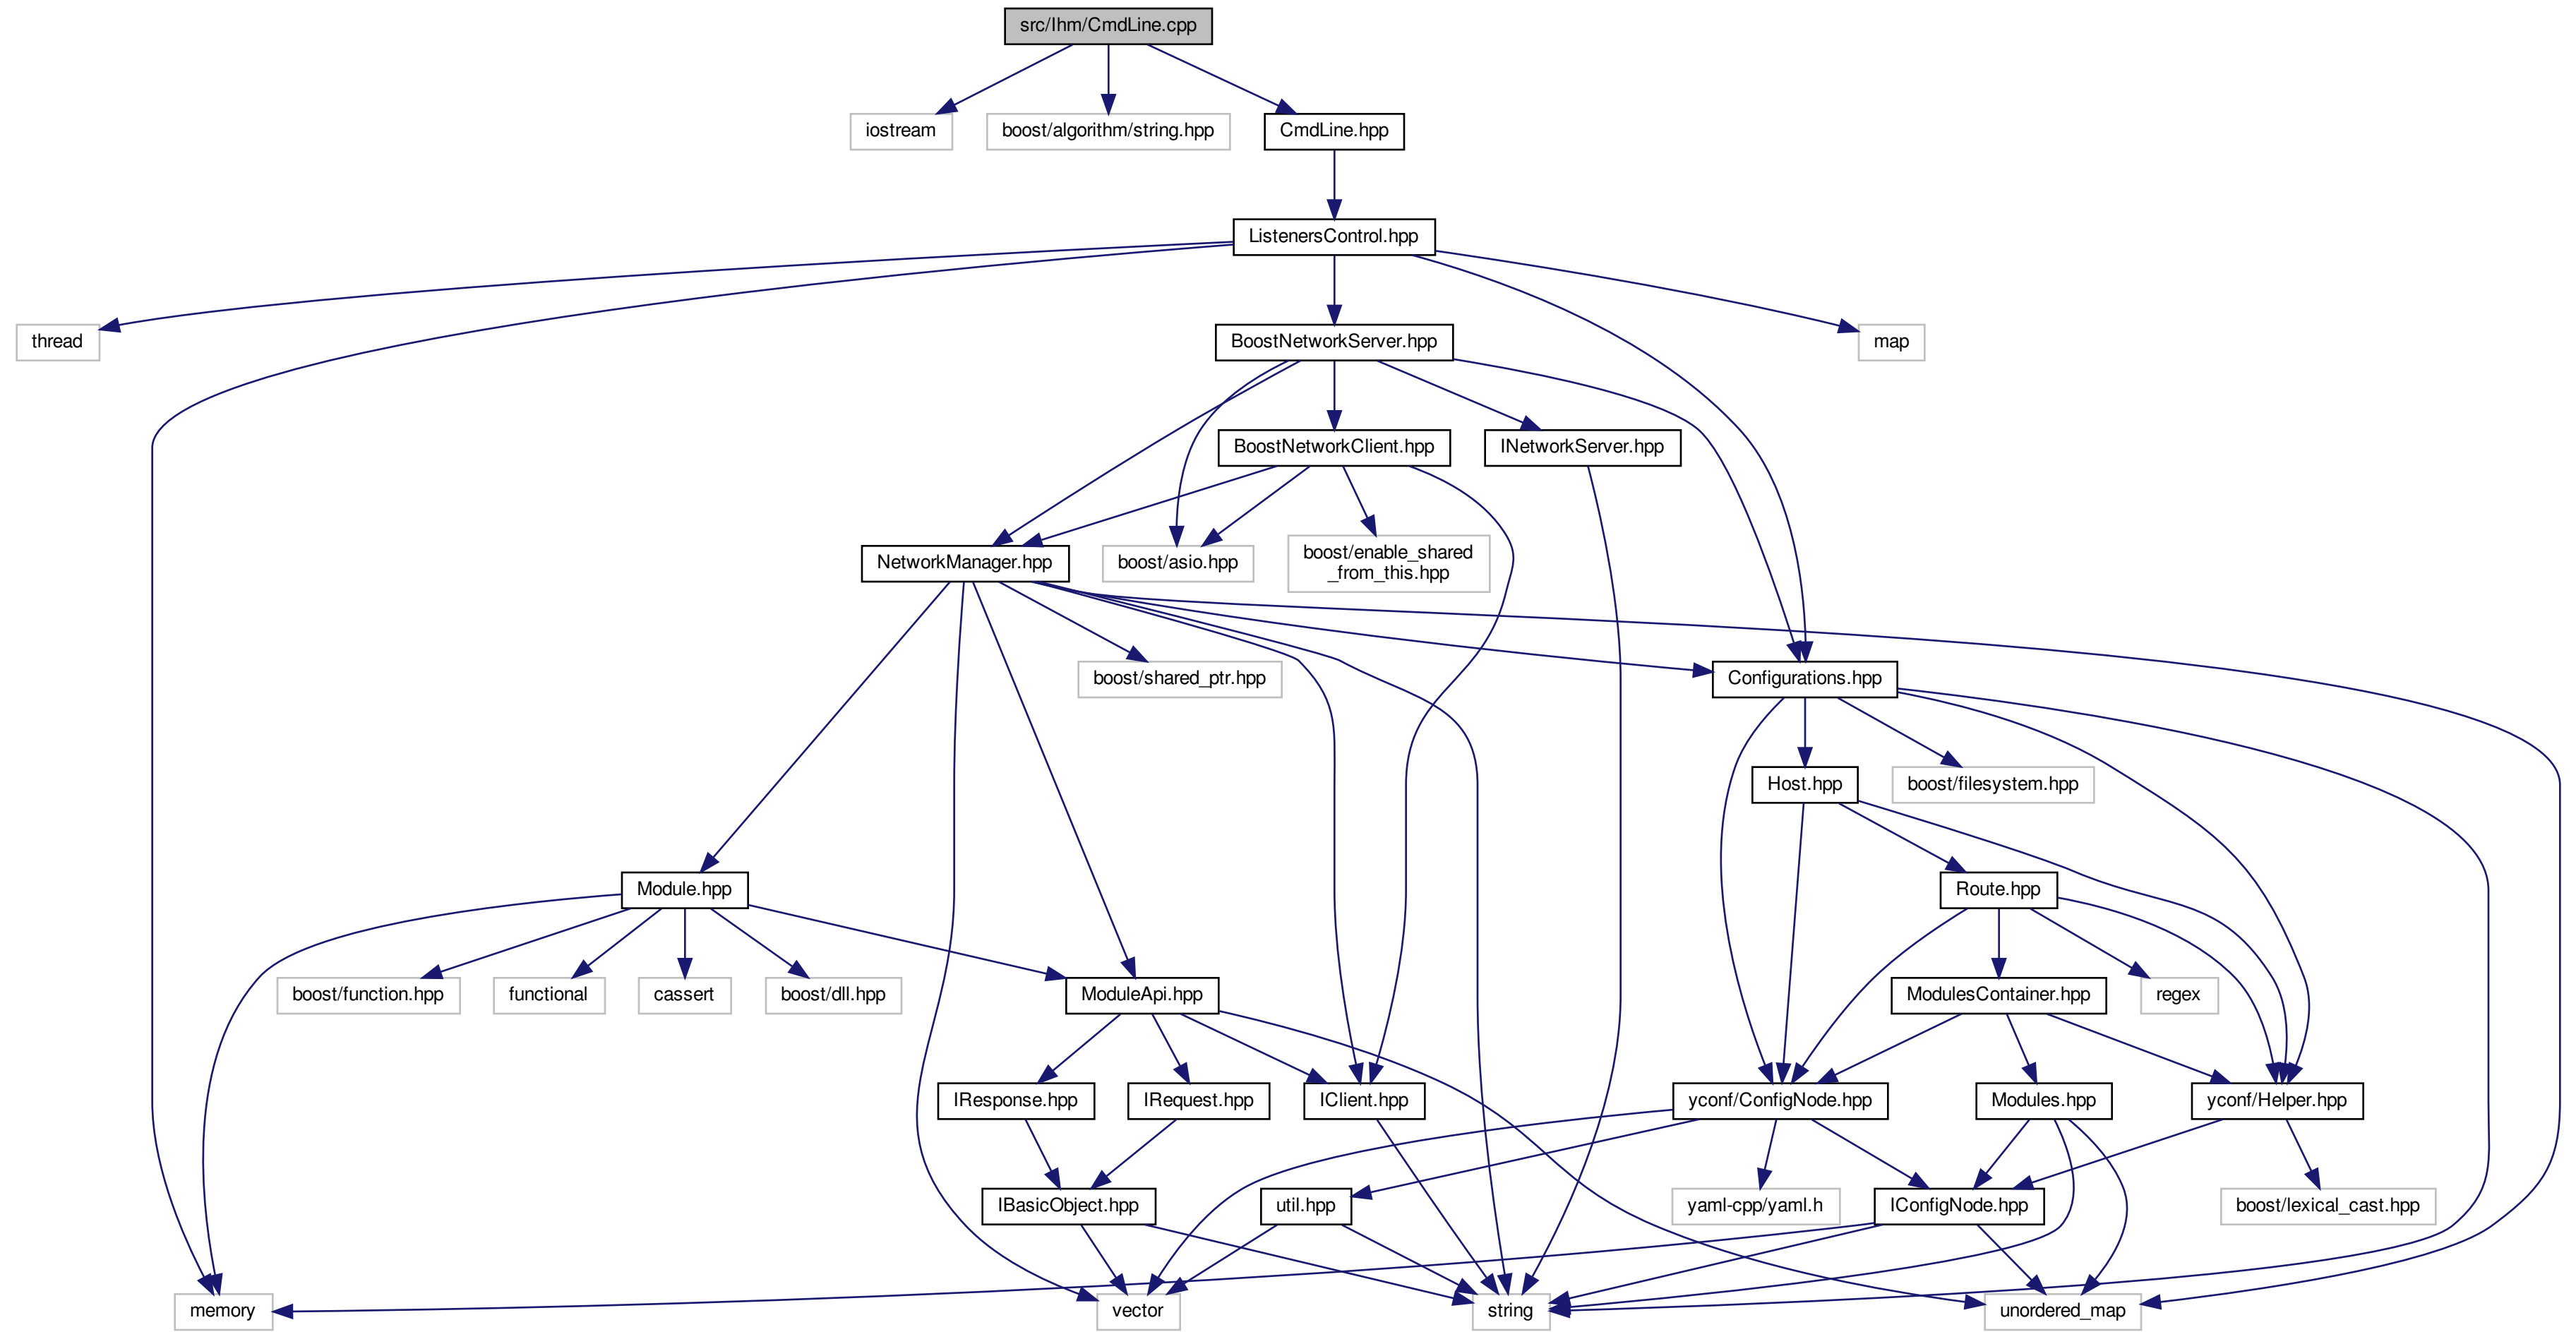 src/Ihm/CmdLine.cpp
iostream
boost/algorithm/string.hpp
CmdLine.hpp
ListenersControl.hpp
thread
BoostNetworkServer.hpp
map
BoostNetworkClient.hpp
INetworkServer.hpp
NetworkManager.hpp
boost/asio.hpp
boost/enable_shared
_from_this.hpp
boost/shared_ptr.hpp
Configurations.hpp
Host.hpp
boost/filesystem.hpp
Module.hpp
Route.hpp
boost/function.hpp
functional
cassert
boost/dll.hpp
ModuleApi.hpp
ModulesContainer.hpp
regex
IResponse.hpp
IRequest.hpp
IClient.hpp
yconf/ConfigNode.hpp
Modules.hpp
yconf/Helper.hpp
IBasicObject.hpp
util.hpp
yaml-cpp/yaml.h
IConfigNode.hpp
boost/lexical_cast.hpp
memory
vector
string
unordered_map